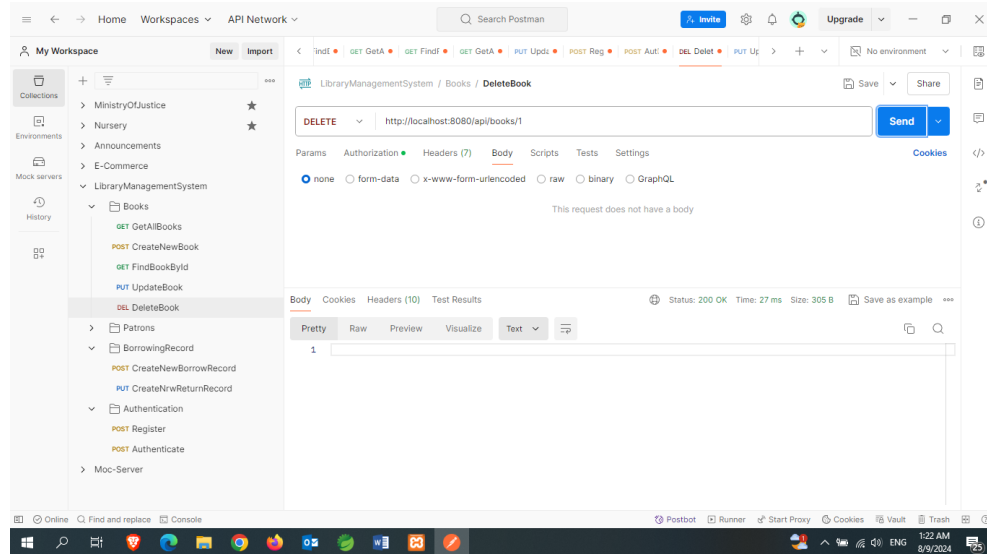 Home Workspaces API Network Search Postman Invite Upgrade
My Workspace New Import GET GetA GET FindF GET GetA PUT Upda POST Reg POST Aut DEL Delet PUT Up No environment
Collections
Environments
Mock servers
History
MinistryOfJustice
Nursery
Announcements
E-Commerce
LibraryManagementSystem
Books
GET GetAllBooks
POST CreateNewBook
GET FindBookById
PUT UpdateBook
DEL DeleteBook
Patrons
BorrowingRecord
POST CreateNewBorrowRecord
PUT CreateNrwReturnRecord
Authentication
POST Register
POST Authenticate
Moc-Server
HTTP LibraryManagementSystem / Books / DeleteBook Save Share
DELETE http://localhost:8080/api/books/1 Send
Params Authorization Headers (7) Body Scripts Tests Settings Cookies
none form-data x-www-form-urlencoded raw binary GraphQL
This request does not have a body
Body Cookies Headers (10) Test Results Status: 200 OK Time: 27 ms Size: 305 B Save as example
Pretty Raw Preview Visualize Text
1
Online Find and replace Console Postbot Runner Start Proxy Cookies Vault Trash
ENG 1:22 AM
8/9/2024 25